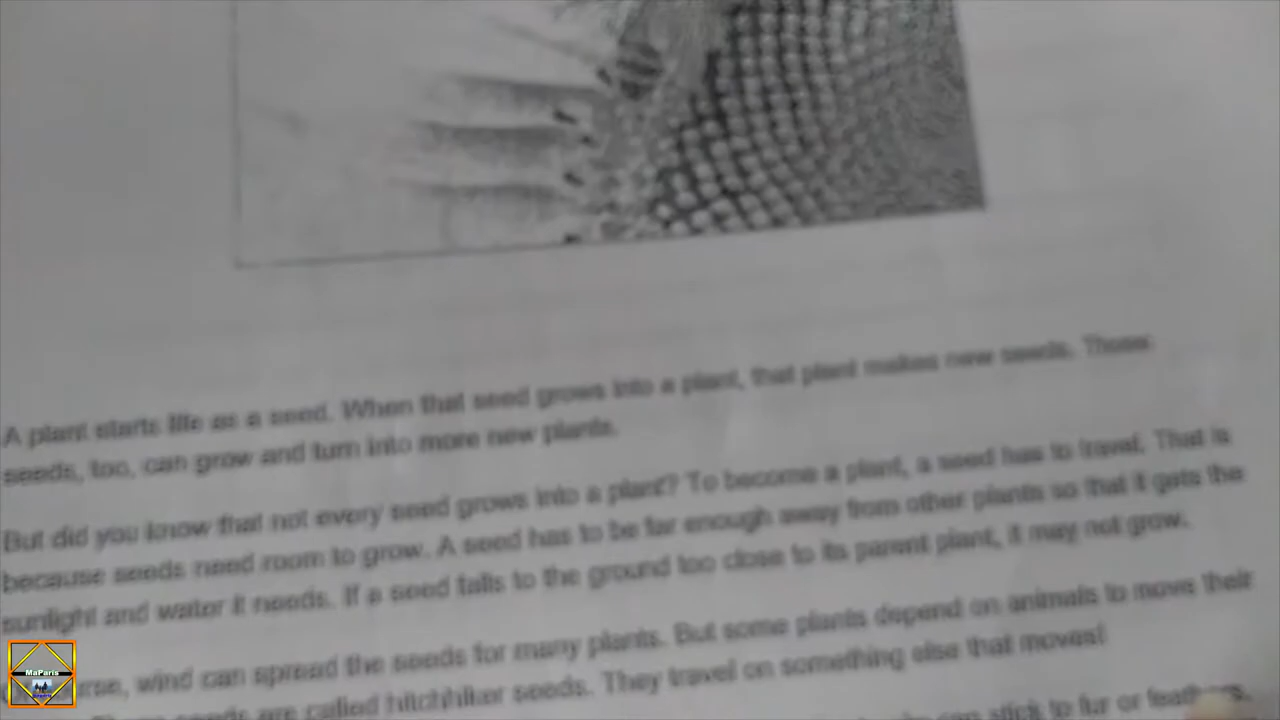 A plant starts life as a seed. When that seed grows into a plant, that plant makes new seeds. Those
seeds, too, can grow and turn into more new plants.
But did you know that not every seed grows into a plant? To become a plant, a seed has to travel. That is
because seeds need room to grow. A seed has to be far enough away from other plants so that it gets the
sunlight and water it needs. If a seed falls to the ground too close to its parent plant, it may not grow.
wind can spread the seeds for many plants. But some plants depend on animals to move their
seeds are called hitchhiker seeds. They travel on something else that moves!
can stick to fur or feathers.
MaParis